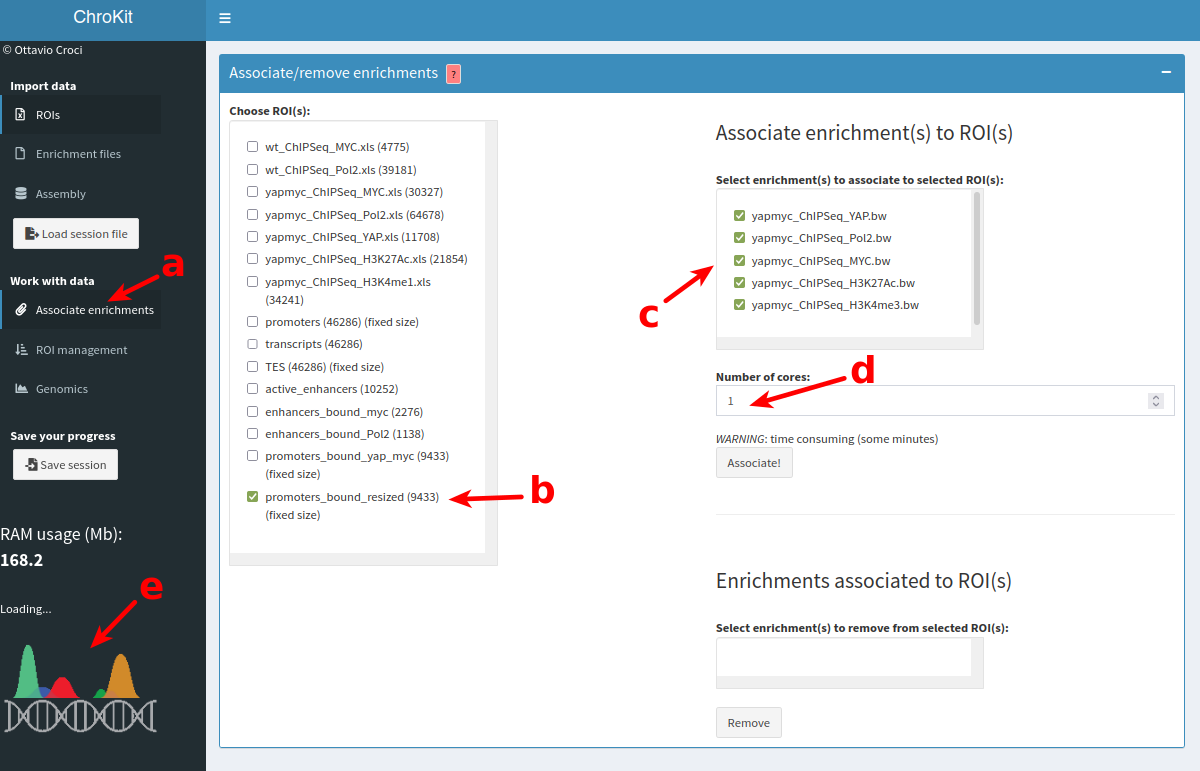 ChroKit
© Ottavio Croci
Import data
ROIs
Enrichment files
Assembly
Load session file
a
Work with data
Associate enrichments
ROI management
Genomics
Save your progress
Save session
RAM usage (Mb):
168.2
e
Loading...
Associate/remove enrichments ?
Choose ROI(s):
wt_ChIPSeq_MYC.xls (4775)
wt_ChIPSeq_Pol2.xls (39181)
yapmyc_ChIPSeq_MYC.xls (30327)
yapmyc_ChIPSeq_Pol2.xls (64678)
yapmyc_ChIPSeq_YAP.xls (11708)
yapmyc_ChIPSeq_H3K27Ac.xls (21854)
yapmyc_ChIPSeq_H3K4me1.xls
(34241)
promoters (46286) (fixed size)
transcripts (46286)
TES (46286) (fixed size)
active_enhancers (10252)
enhancers_bound_myc (2276)
enhancers_bound_Pol2 (1138)
promoters_bound_yap_myc (9433)
(fixed size)
promoters_bound_resized (9433)
(fixed size)
b
Associate enrichment(s) to ROI(s)
Select enrichment(s) to associate to selected ROI(s):
yapmyc_ChIPSeq_YAP.bw
yapmyc_ChIPSeq_Pol2.bw
yapmyc_ChIPSeq_MYC.bw
yapmyc_ChIPSeq_H3K27Ac.bw
yapmyc_ChIPSeq_H3K4me3.bw
c
Number of cores:
d
1
WARNING: time consuming (some minutes)
Associate!
Enrichments associated to ROI(s)
Select enrichment(s) to remove from selected ROI(s):
Remove